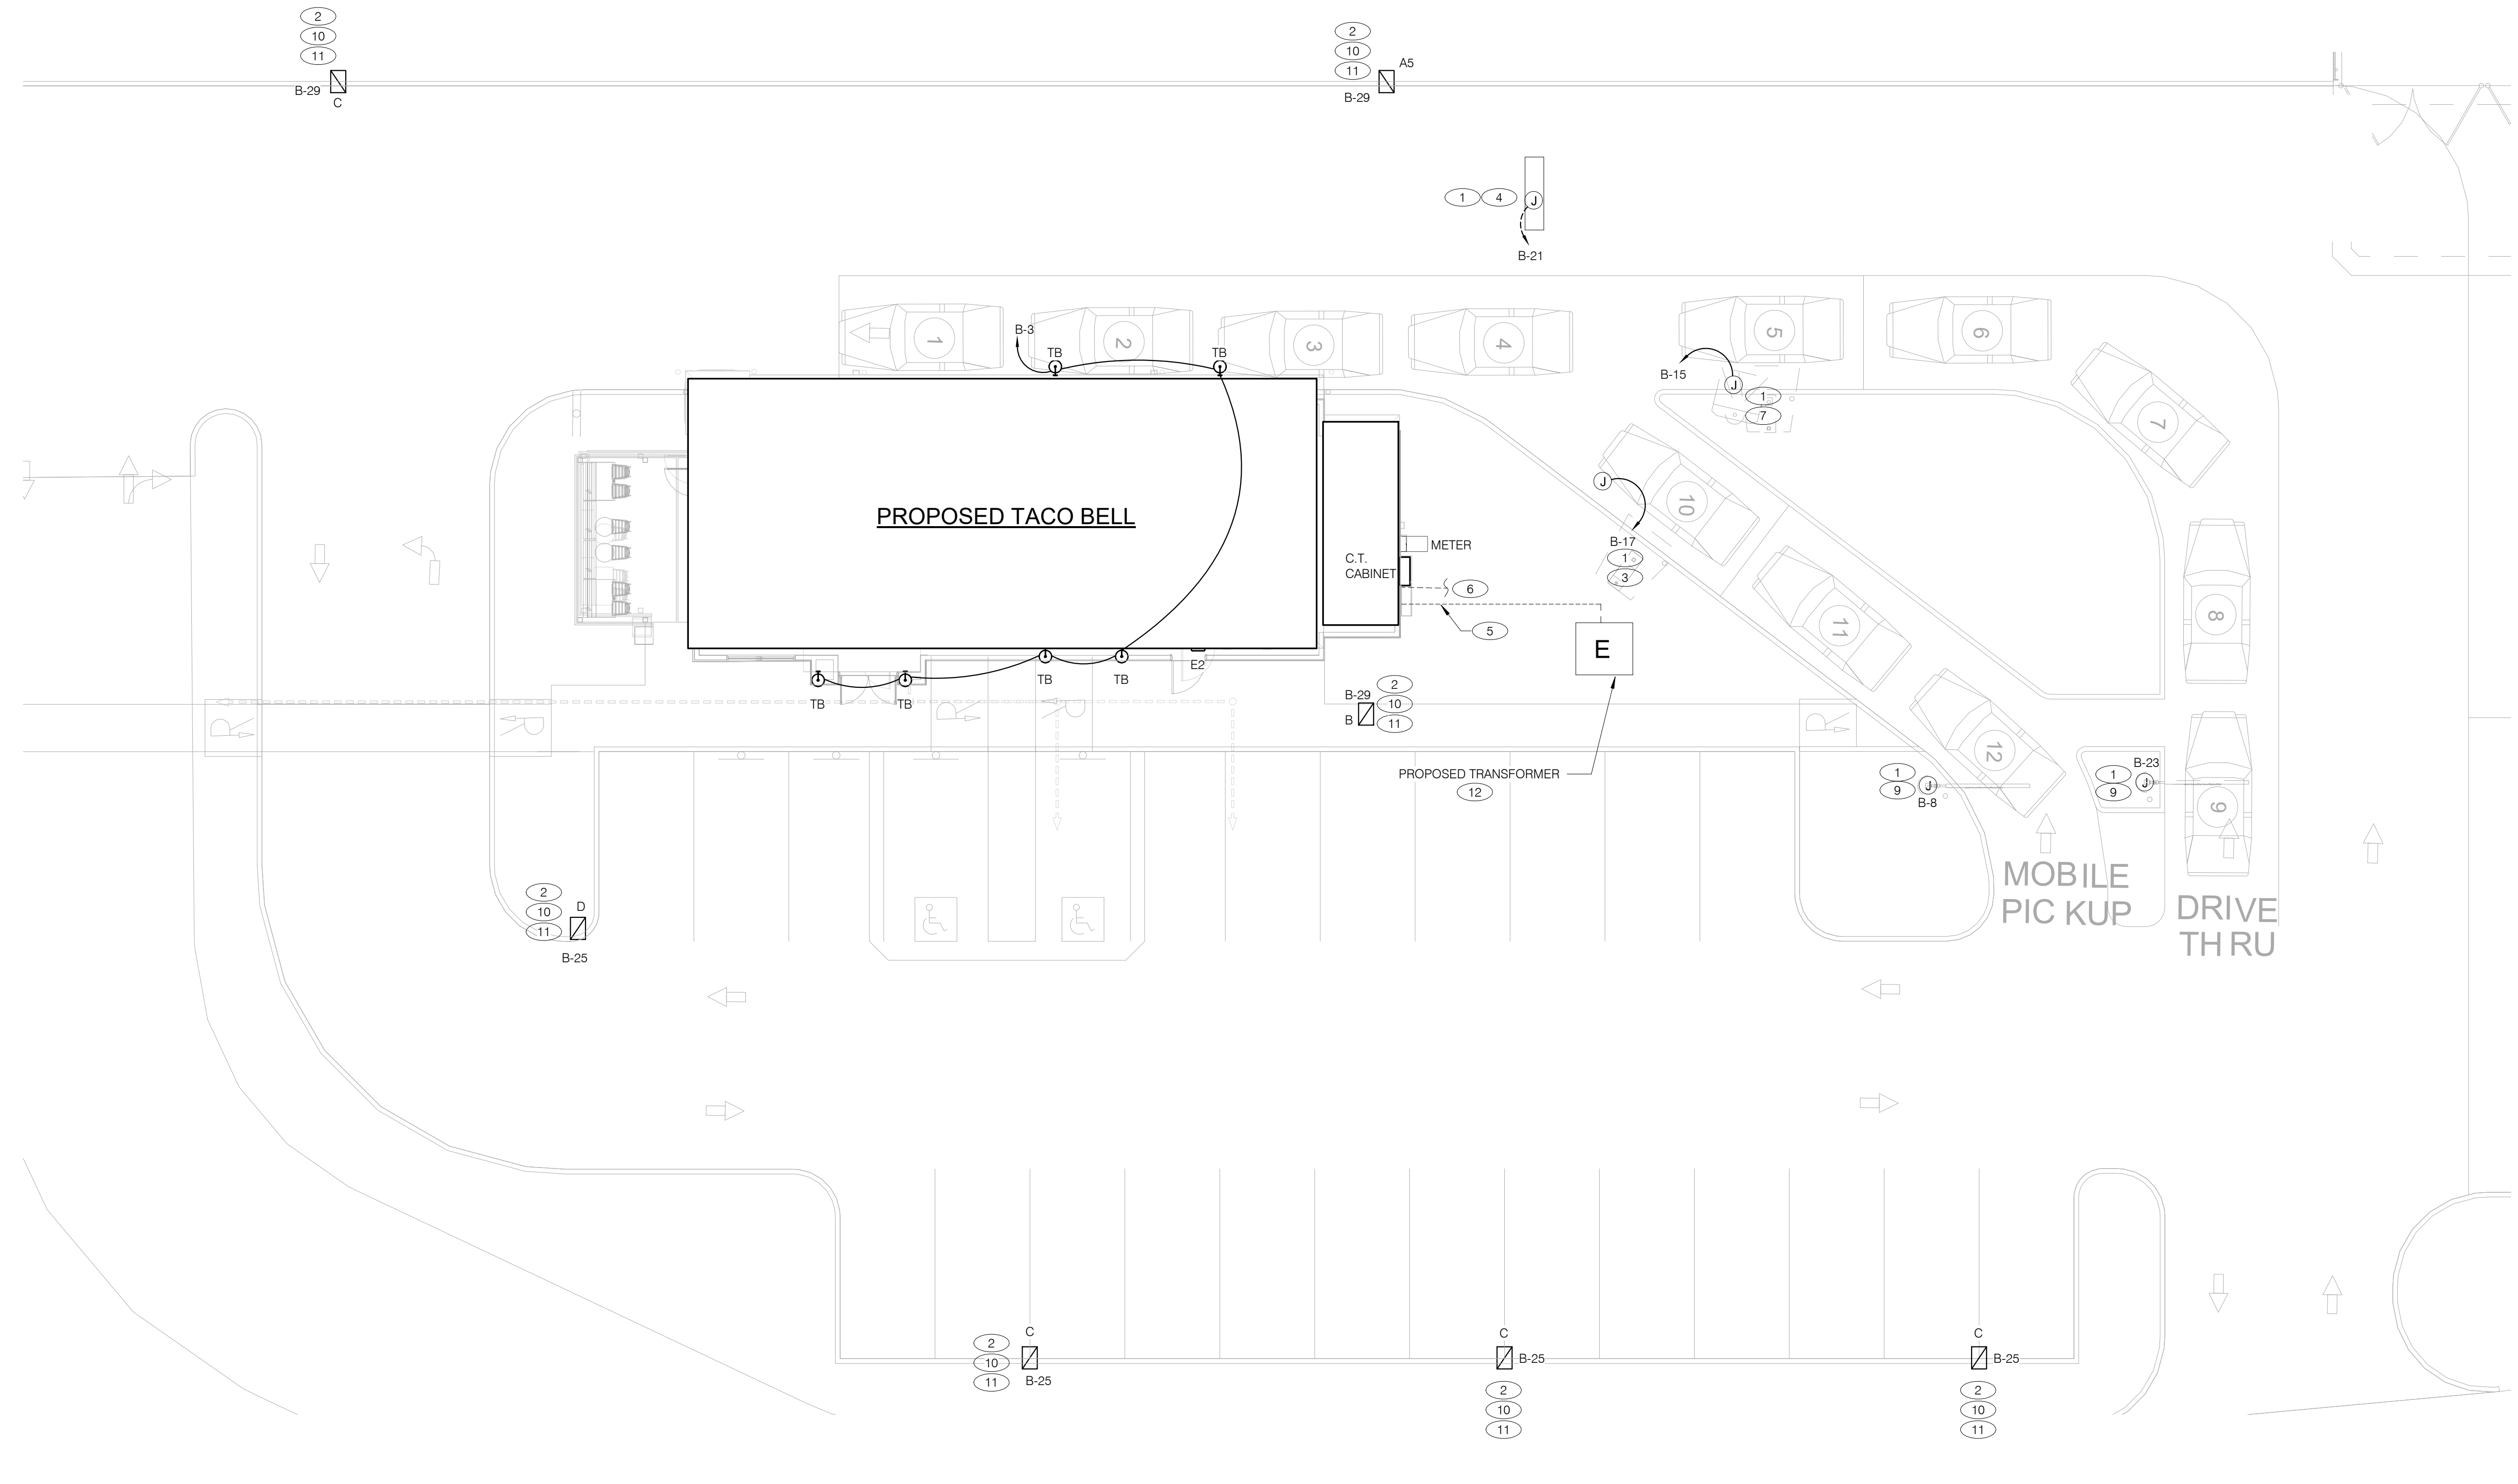 2
10
11
B-29
C
2
10
11
A5
B-29
1
4
J
B-21
B-3
TB
TB
1
2
3
4
5
6
7
B-15
J
1
7
PROPOSED TACO BELL
J
B-17
1
3
10
11
8
METER
C.T.
CABINET
6
5
E
E2
TB
TB
TB
TB
B-29
B
2
10
11
12
PROPOSED TRANSFORMER
12
1
9
J
B-8
B-23
1
9
J
9
MOBILE
PICKUP
DRIVE
THRU
2
10
11
D
B-25
2
10
11
C
B-25
C
B-25
2
10
11
C
B-25
2
10
11